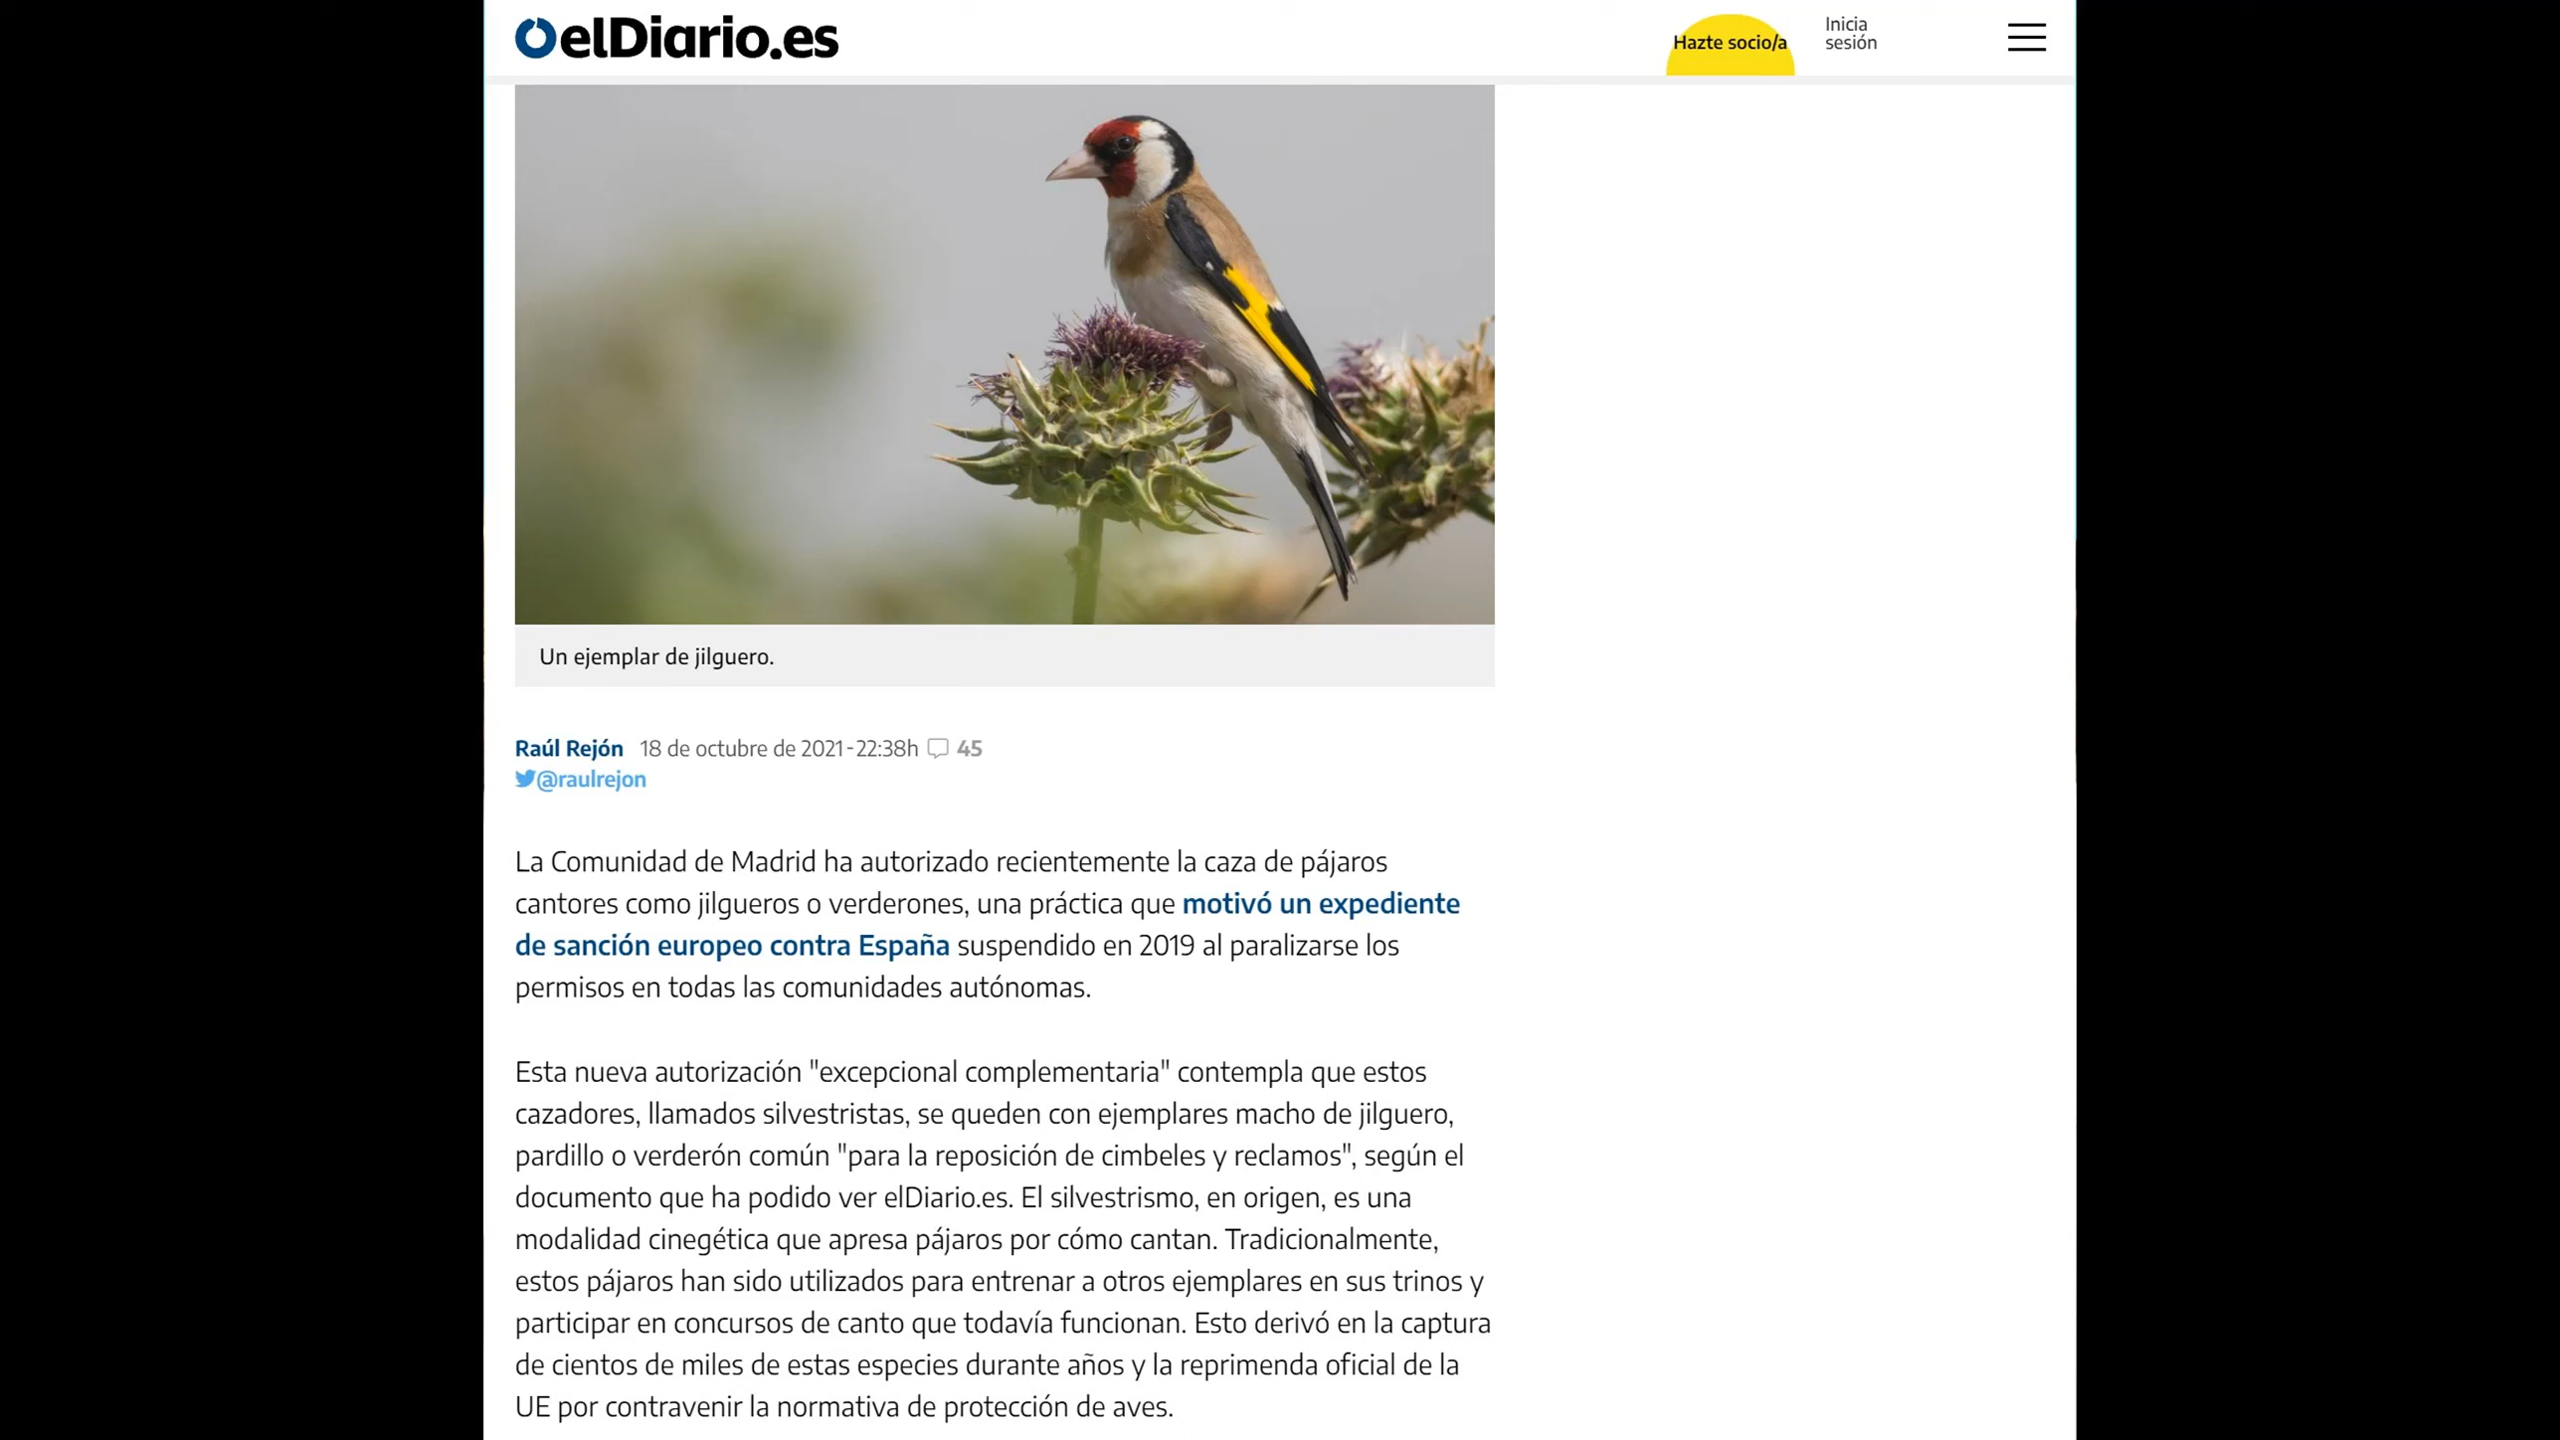 elDiario.es
Hazte socio/a
Inicia
sesión
Un ejemplar de jilguero.
Raúl Rejón 18 de octubre de 2021-22:38h 45
@raulrejon
La Comunidad de Madrid ha autorizado recientemente la caza de pájaros
cantores como jilgueros o verderones, una práctica que motivó un expediente
de sanción europeo contra España suspendido en 2019 al paralizarse los
permisos en todas las comunidades autónomas.
Esta nueva autorización "excepcional complementaria" contempla que estos
cazadores, llamados silvestristas, se queden con ejemplares macho de jilguero,
pardillo o verderón común "para la reposición de cimbeles y reclamos", según el
documento que ha podido ver elDiario.es. El silvestrismo, en origen, es una
modalidad cinegética que apresa pájaros por cómo cantan. Tradicionalmente,
estos pájaros han sido utilizados para entrenar a otros ejemplares en sus trinos y
participar en concursos de canto que todavía funcionan. Esto derivó en la captura
de cientos de miles de estas especies durante años y la reprimenda oficial de la
UE por contravenir la normativa de protección de aves.